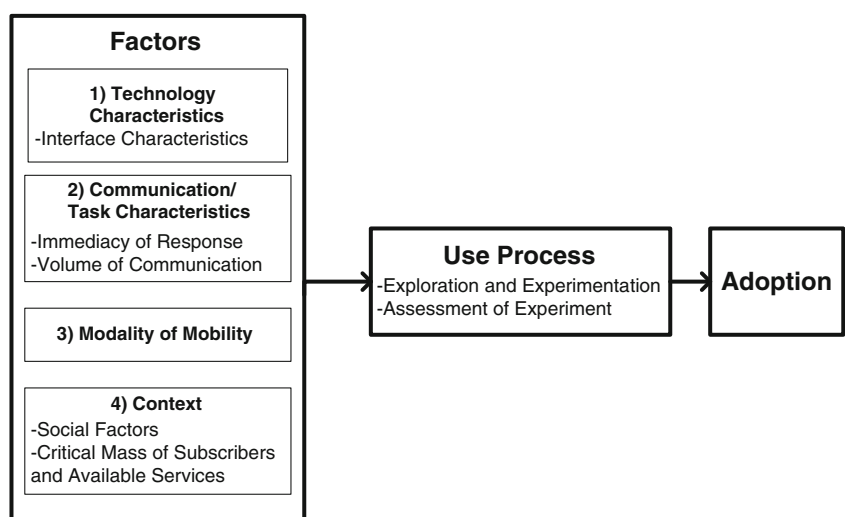 Factors
1) Technology
Characteristics
-Interface Characteristics
2) Communication/
Task Characteristics
-Immediacy of Response
-Volume of Communication
3) Modality of Mobility
4) Context
-Social Factors
-Critical Mass of Subscribers
and Available Services
Use Process
-Exploration and Experimentation
-Assessment of Experiment
Adoption